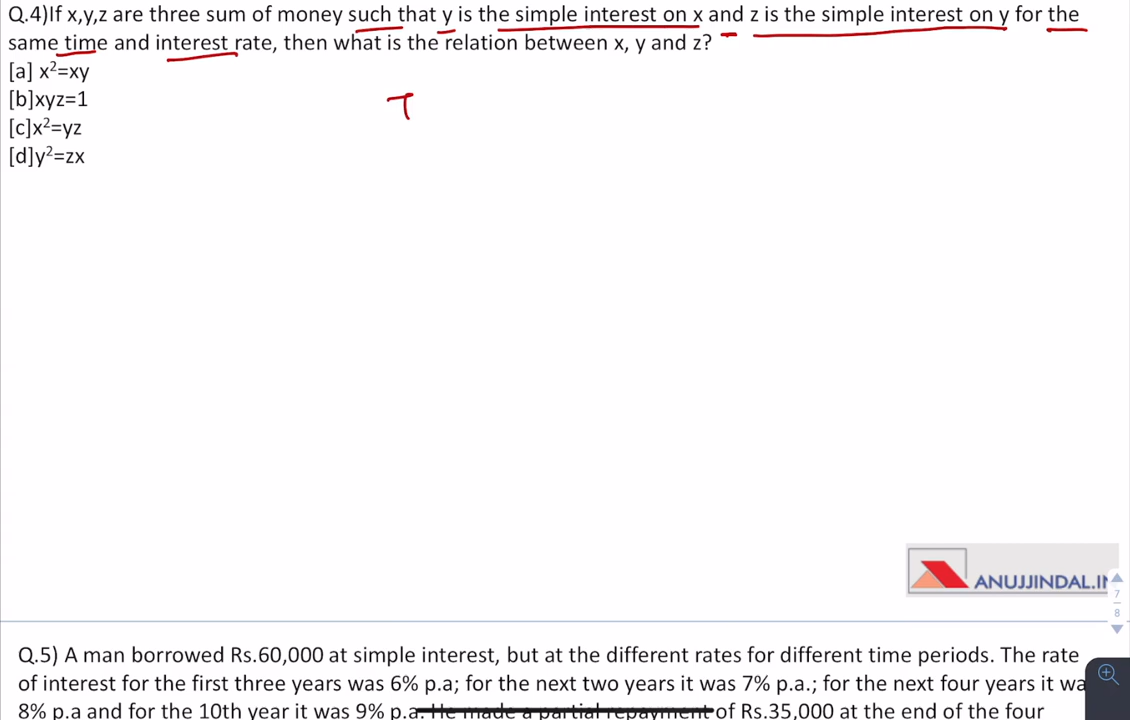 Q.4)If x,y,z are three sum of money such that y is the simple interest on x and z is the simple interest on y for the
same time and interest rate, then what is the relation between x, y and z?
[a] x²=xy
[b]xyz=1
[c]x²=yz
[d]y²=zx
T
ANUJJINDAL.IN
7
8
Q.5) A man borrowed Rs.60,000 at simple interest, but at the different rates for different time periods. The rate
of interest for the first three years was 6% p.a; for the next two years it was 7% p.a.; for the next four years it wa
8% p.a and for the 10th year it was 9% p.a. He made a partial repayment of Rs.35,000 at the end of the four